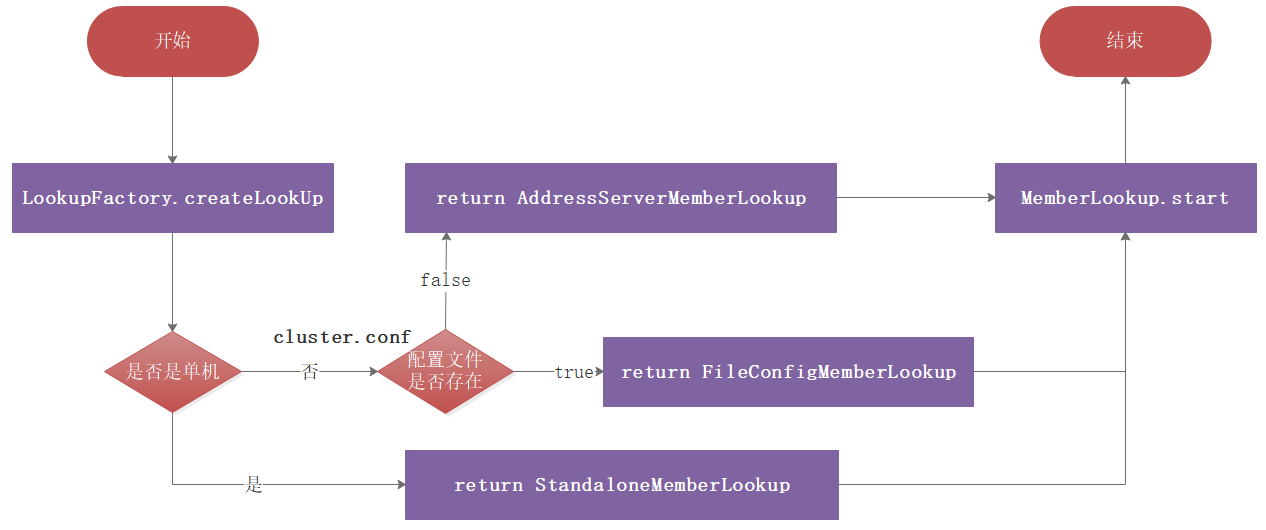 开始
结束
LookupFactory.createLookUp
return AddressServerMemberLookup
MemberLookup.start
false
cluster.conf
是否是单机
否
配置文件
是否存在
true
return FileConfigMemberLookup
是
return StandaloneMemberLookup